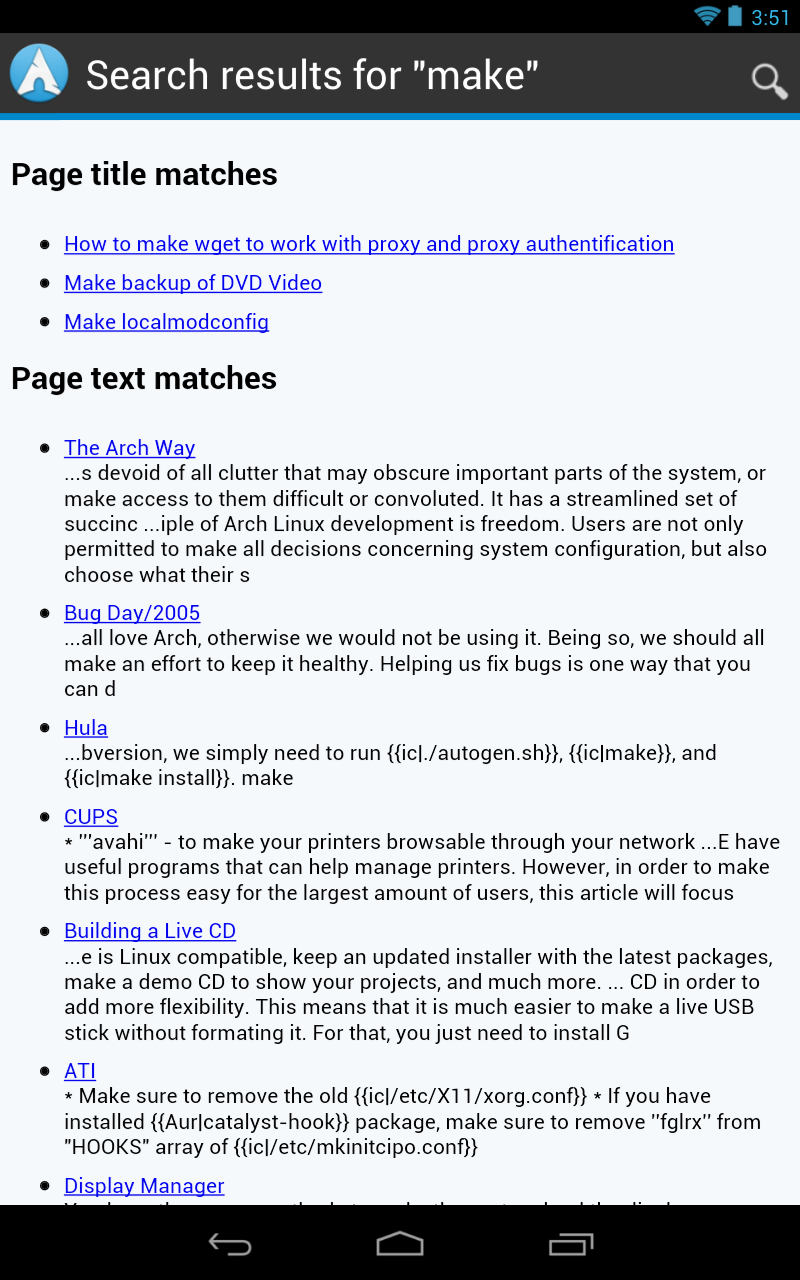 3:51
Search results for "make"
Page title matches
How to make wget to work with proxy and proxy authentification
Make backup of DVD Video
Make localmodconfig
Page text matches
The Arch Way
...s devoid of all clutter that may obscure important parts of the system, or
make access to them difficult or convoluted. It has a streamlined set of
succinc ...iple of Arch Linux development is freedom. Users are not only
permitted to make all decisions concerning system configuration, but also
choose what their s
Bug Day/2005
...all love Arch, otherwise we would not be using it. Being so, we should all
make an effort to keep it healthy. Helping us fix bugs is one way that you
can d
Hula
...bversion, we simply need to run {{ic|./autogen.sh}}, {{ic|make}}, and
{{ic|make install}}. make
CUPS
* '''avahi''' - to make your printers browsable through your network ...E have
useful programs that can help manage printers. However, in order to make
this process easy for the largest amount of users, this article will focus
Building a Live CD
...e is Linux compatible, keep an updated installer with the latest packages,
make a demo CD to show your projects, and much more. ... CD in order to
add more flexibility. This means that it is much easier to make a live USB
stick without formating it. For that, you just need to install G
ATI
* Make sure to remove the old {{ic|/etc/X11/xorg.conf}} * If you have
installed {{Aur|catalyst-hook}} package, make sure to remove ''fglrx'' from
"HOOKS" array of {{ic|/etc/mkinitcipo.conf}}
Display Manager